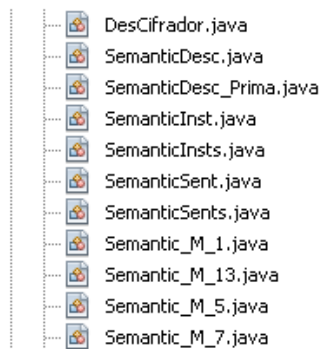 DesCifrador.java
SemanticDesc.java
SemanticDesc_Prima.java
SemanticInst.java
SemanticInsts.java
SemanticSent.java
SemanticSents.java
Semantic_M_1.java
Semantic_M_13.java
Semantic_M_5.java
Semantic_M_7.java